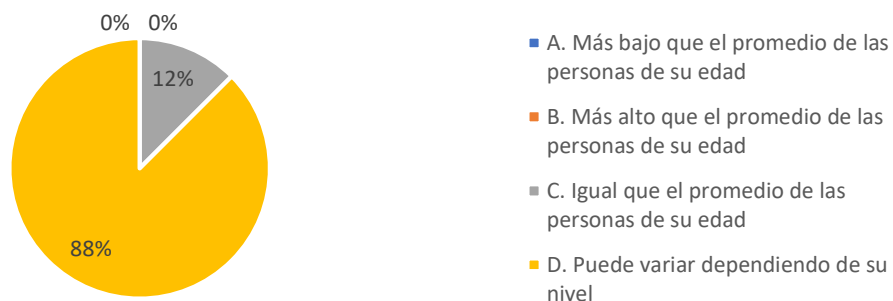 0% 0%
12%
88%
A. Más bajo que el promedio de las
personas de su edad
B. Más alto que el promedio de las
personas de su edad
C. Igual que el promedio de las
personas de su edad
D. Puede variar dependiendo de su
nivel